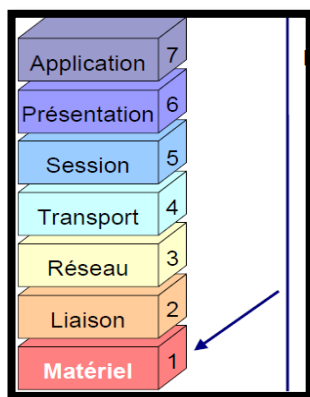 Application 7
Présentation 6
Session 5
Transport 4
Réseau 3
Liaison 2
Matériel 1